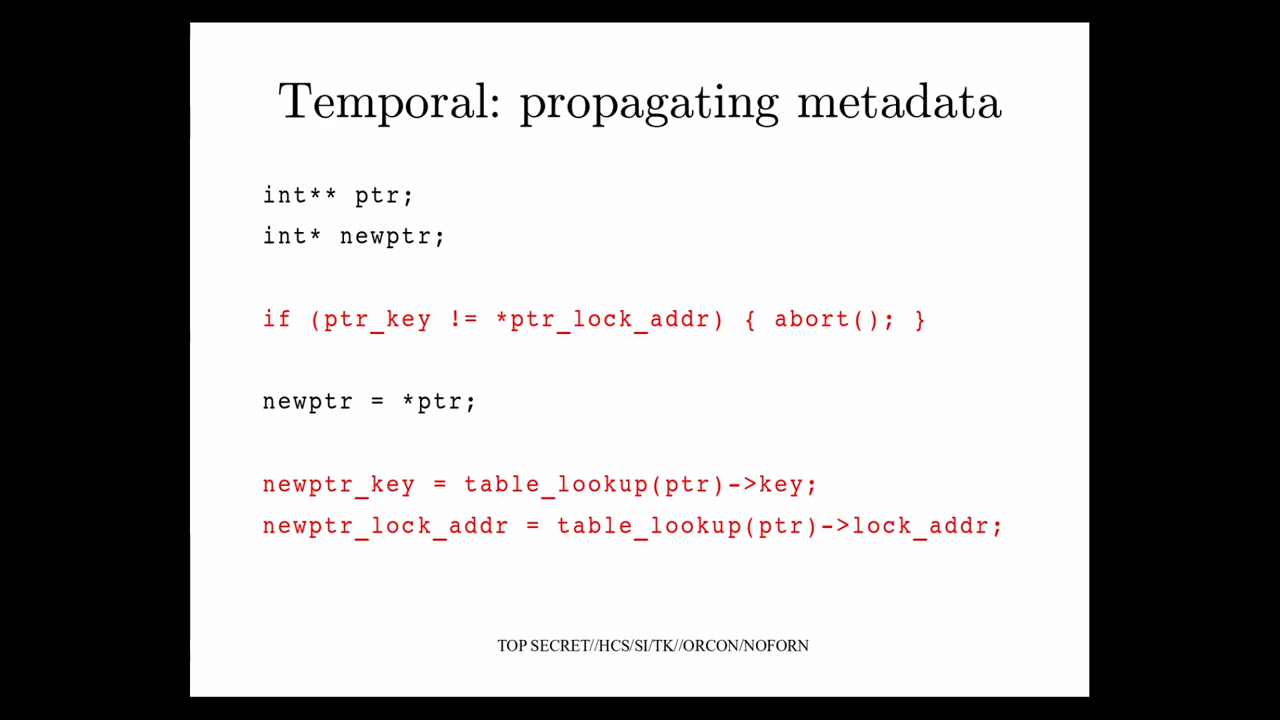 Temporal: propagating metadata
int** ptr;
int* newptr;
if (ptr_key != *ptr_lock_addr) { abort(); }
newptr = *ptr;
newptr_key = table_lookup(ptr)->key;
newptr_lock_addr = table_lookup(ptr)->lock_addr;
TOP SECRET//HCS/SI/TK//ORCON/NOFORN